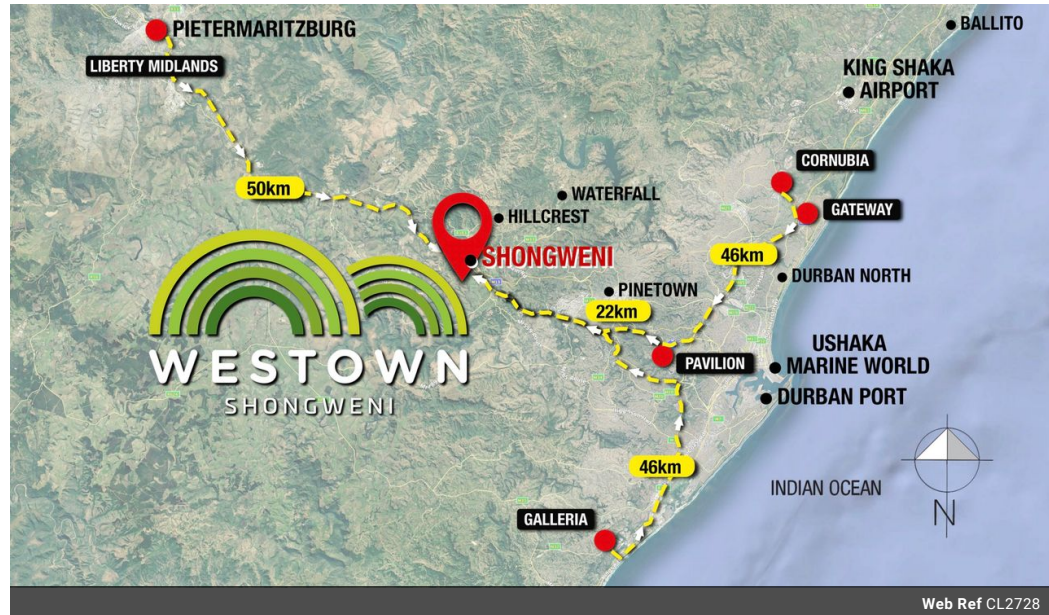 PIETERMARITZBURG
LIBERTY MIDLANDS
BALLITO
KING SHAKA
AIRPORT
CORNUBIA
50km
WATERFALL
HILLCREST
GATEWAY
SHONGWENI
46km
DURBAN NORTH
PINETOWN
22km
USHAKA
MARINE WORLD
PAVILION
WESTOWN
SHONGWENI
DURBAN PORT
46km
INDIAN OCEAN
GALLERIA
N
Web Ref CL2728